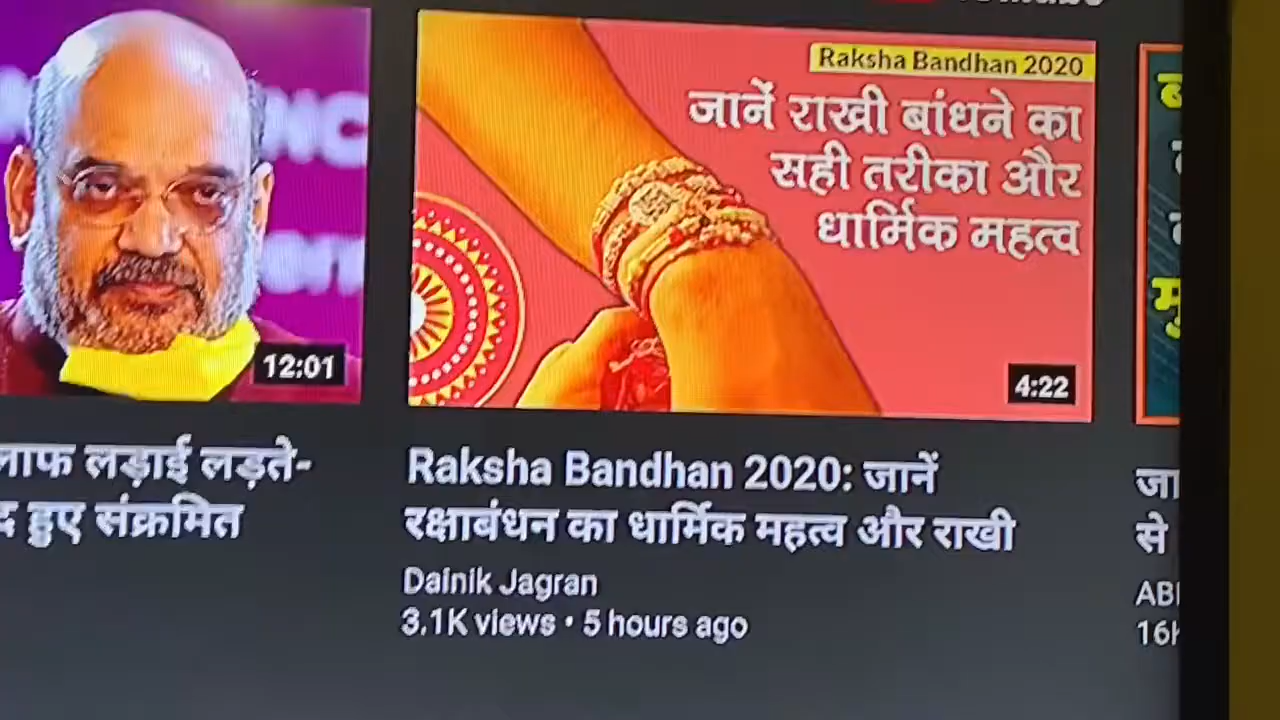 12:01
लाफ लड़ाई लड़ते-
द हुए संक्रमित
Raksha Bandhan 2020
जानें राखी बांधने का
सही तरीका और
धार्मिक महत्व
4:22
Raksha Bandhan 2020: जानें
रक्षाबंधन का धार्मिक महत्व और राखी
Dainik Jagran
3.1K views • 5 hours ago
जा
से
16K